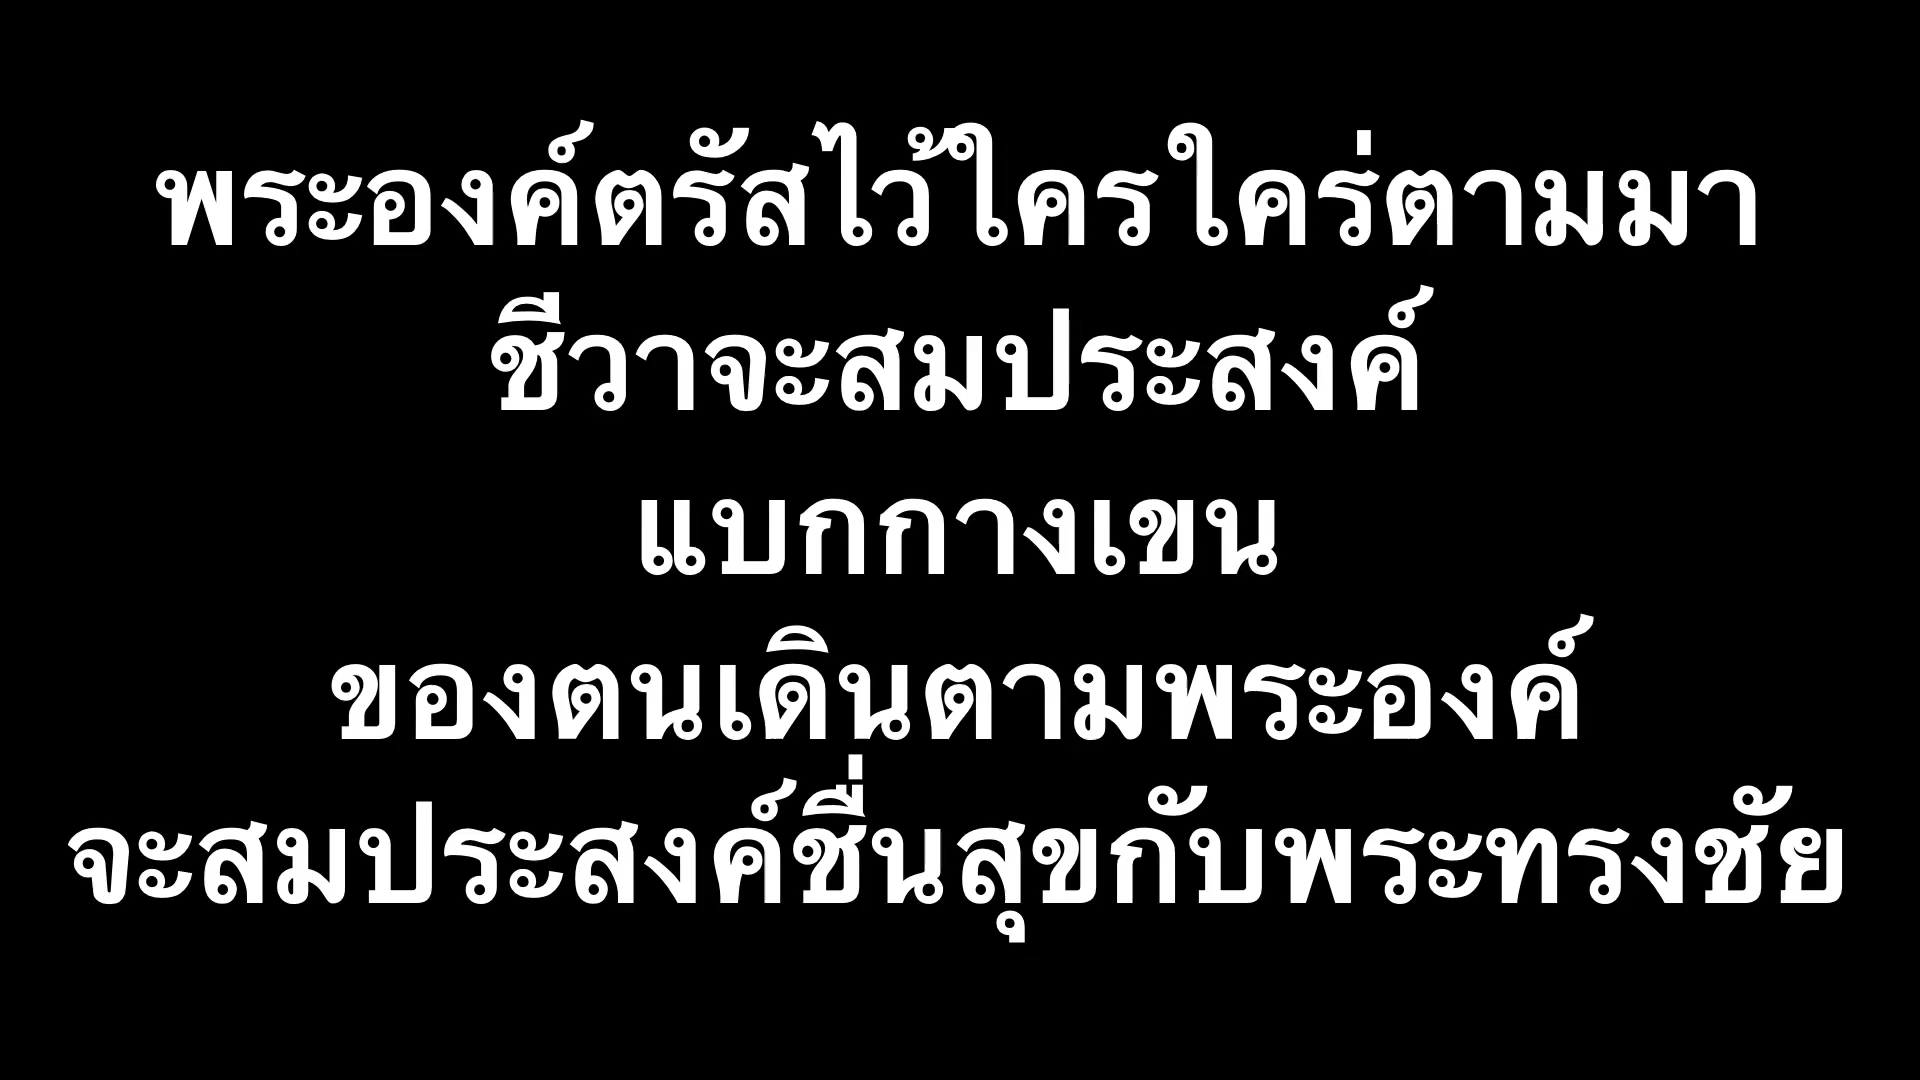 พระองค์ตรัสไว้ใครใคร่ตามมา
ชีวาจะสมประสงค์
แบกกางเขน
ของตนเดินตามพระองค์
จะสมประสงค์ชื่นสุขกับพระทรงชัย